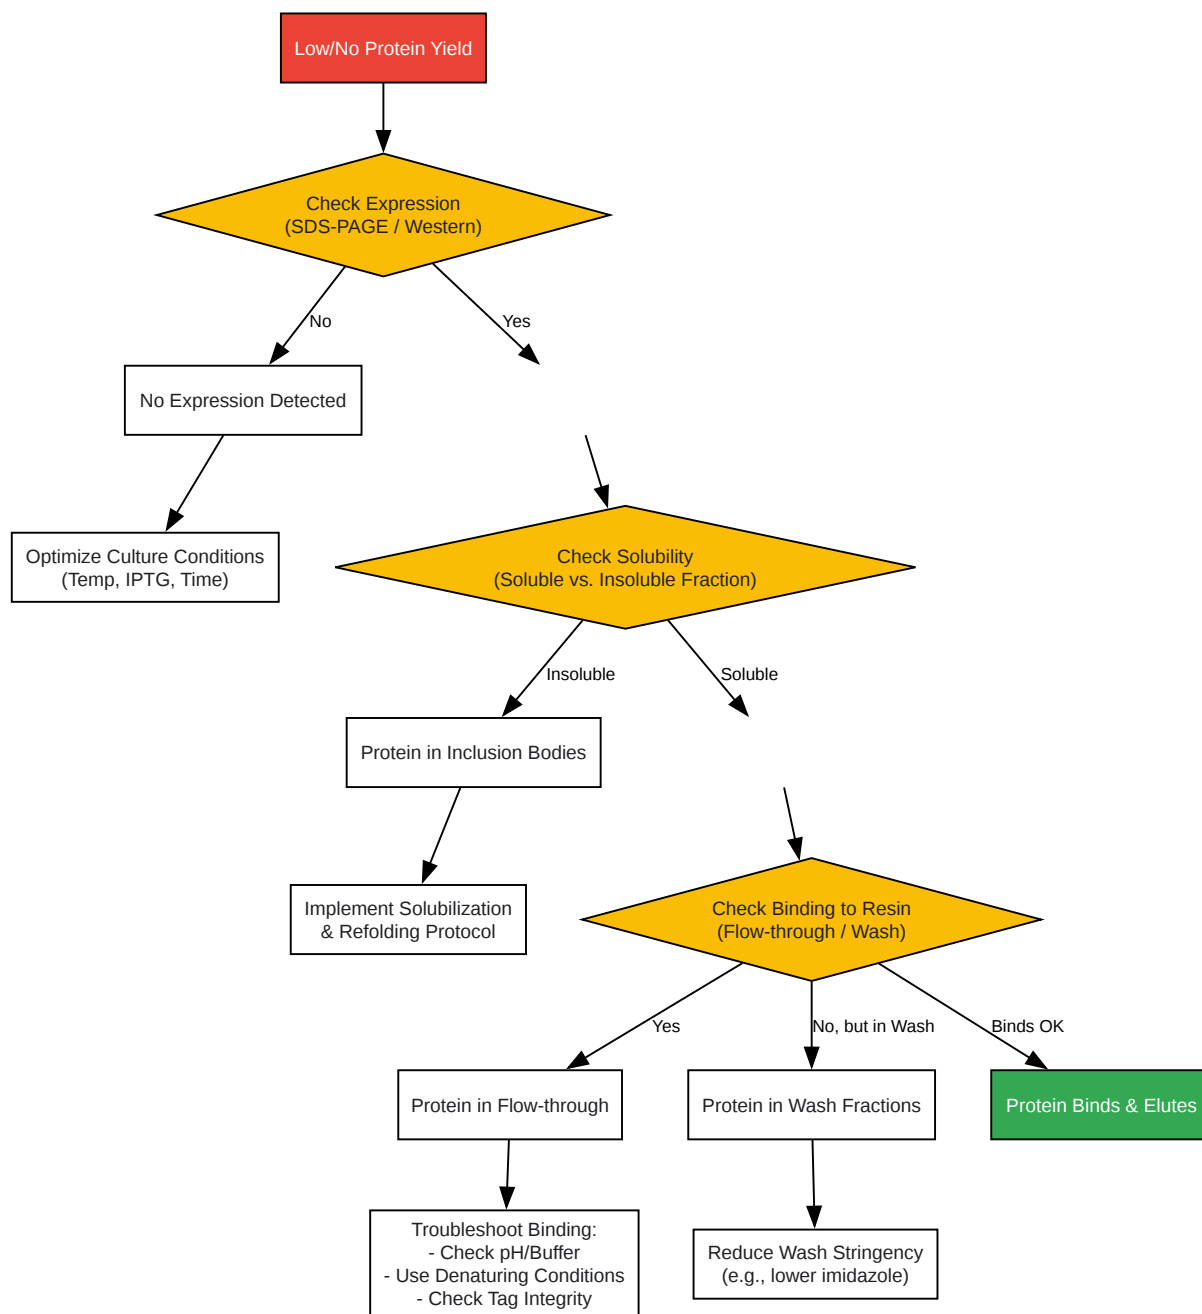 Low/No Protein Yield
Check Expression
(SDS-PAGE / Western)
No
Yes
No Expression Detected
Optimize Culture Conditions
(Temp, IPTG, Time)
Check Solubility
(Soluble vs. Insoluble Fraction)
Insoluble
Soluble
Protein in Inclusion Bodies
Implement Solubilization
& Refolding Protocol
Check Binding to Resin
(Flow-through / Wash)
Yes
No, but in Wash
Binds OK
Protein in Flow-through
Protein in Wash Fractions
Protein Binds & Elutes
Troubleshoot Binding:
- Check pH/Buffer
- Use Denaturing Conditions
- Check Tag Integrity
Reduce Wash Stringency
(e.g., lower imidazole)